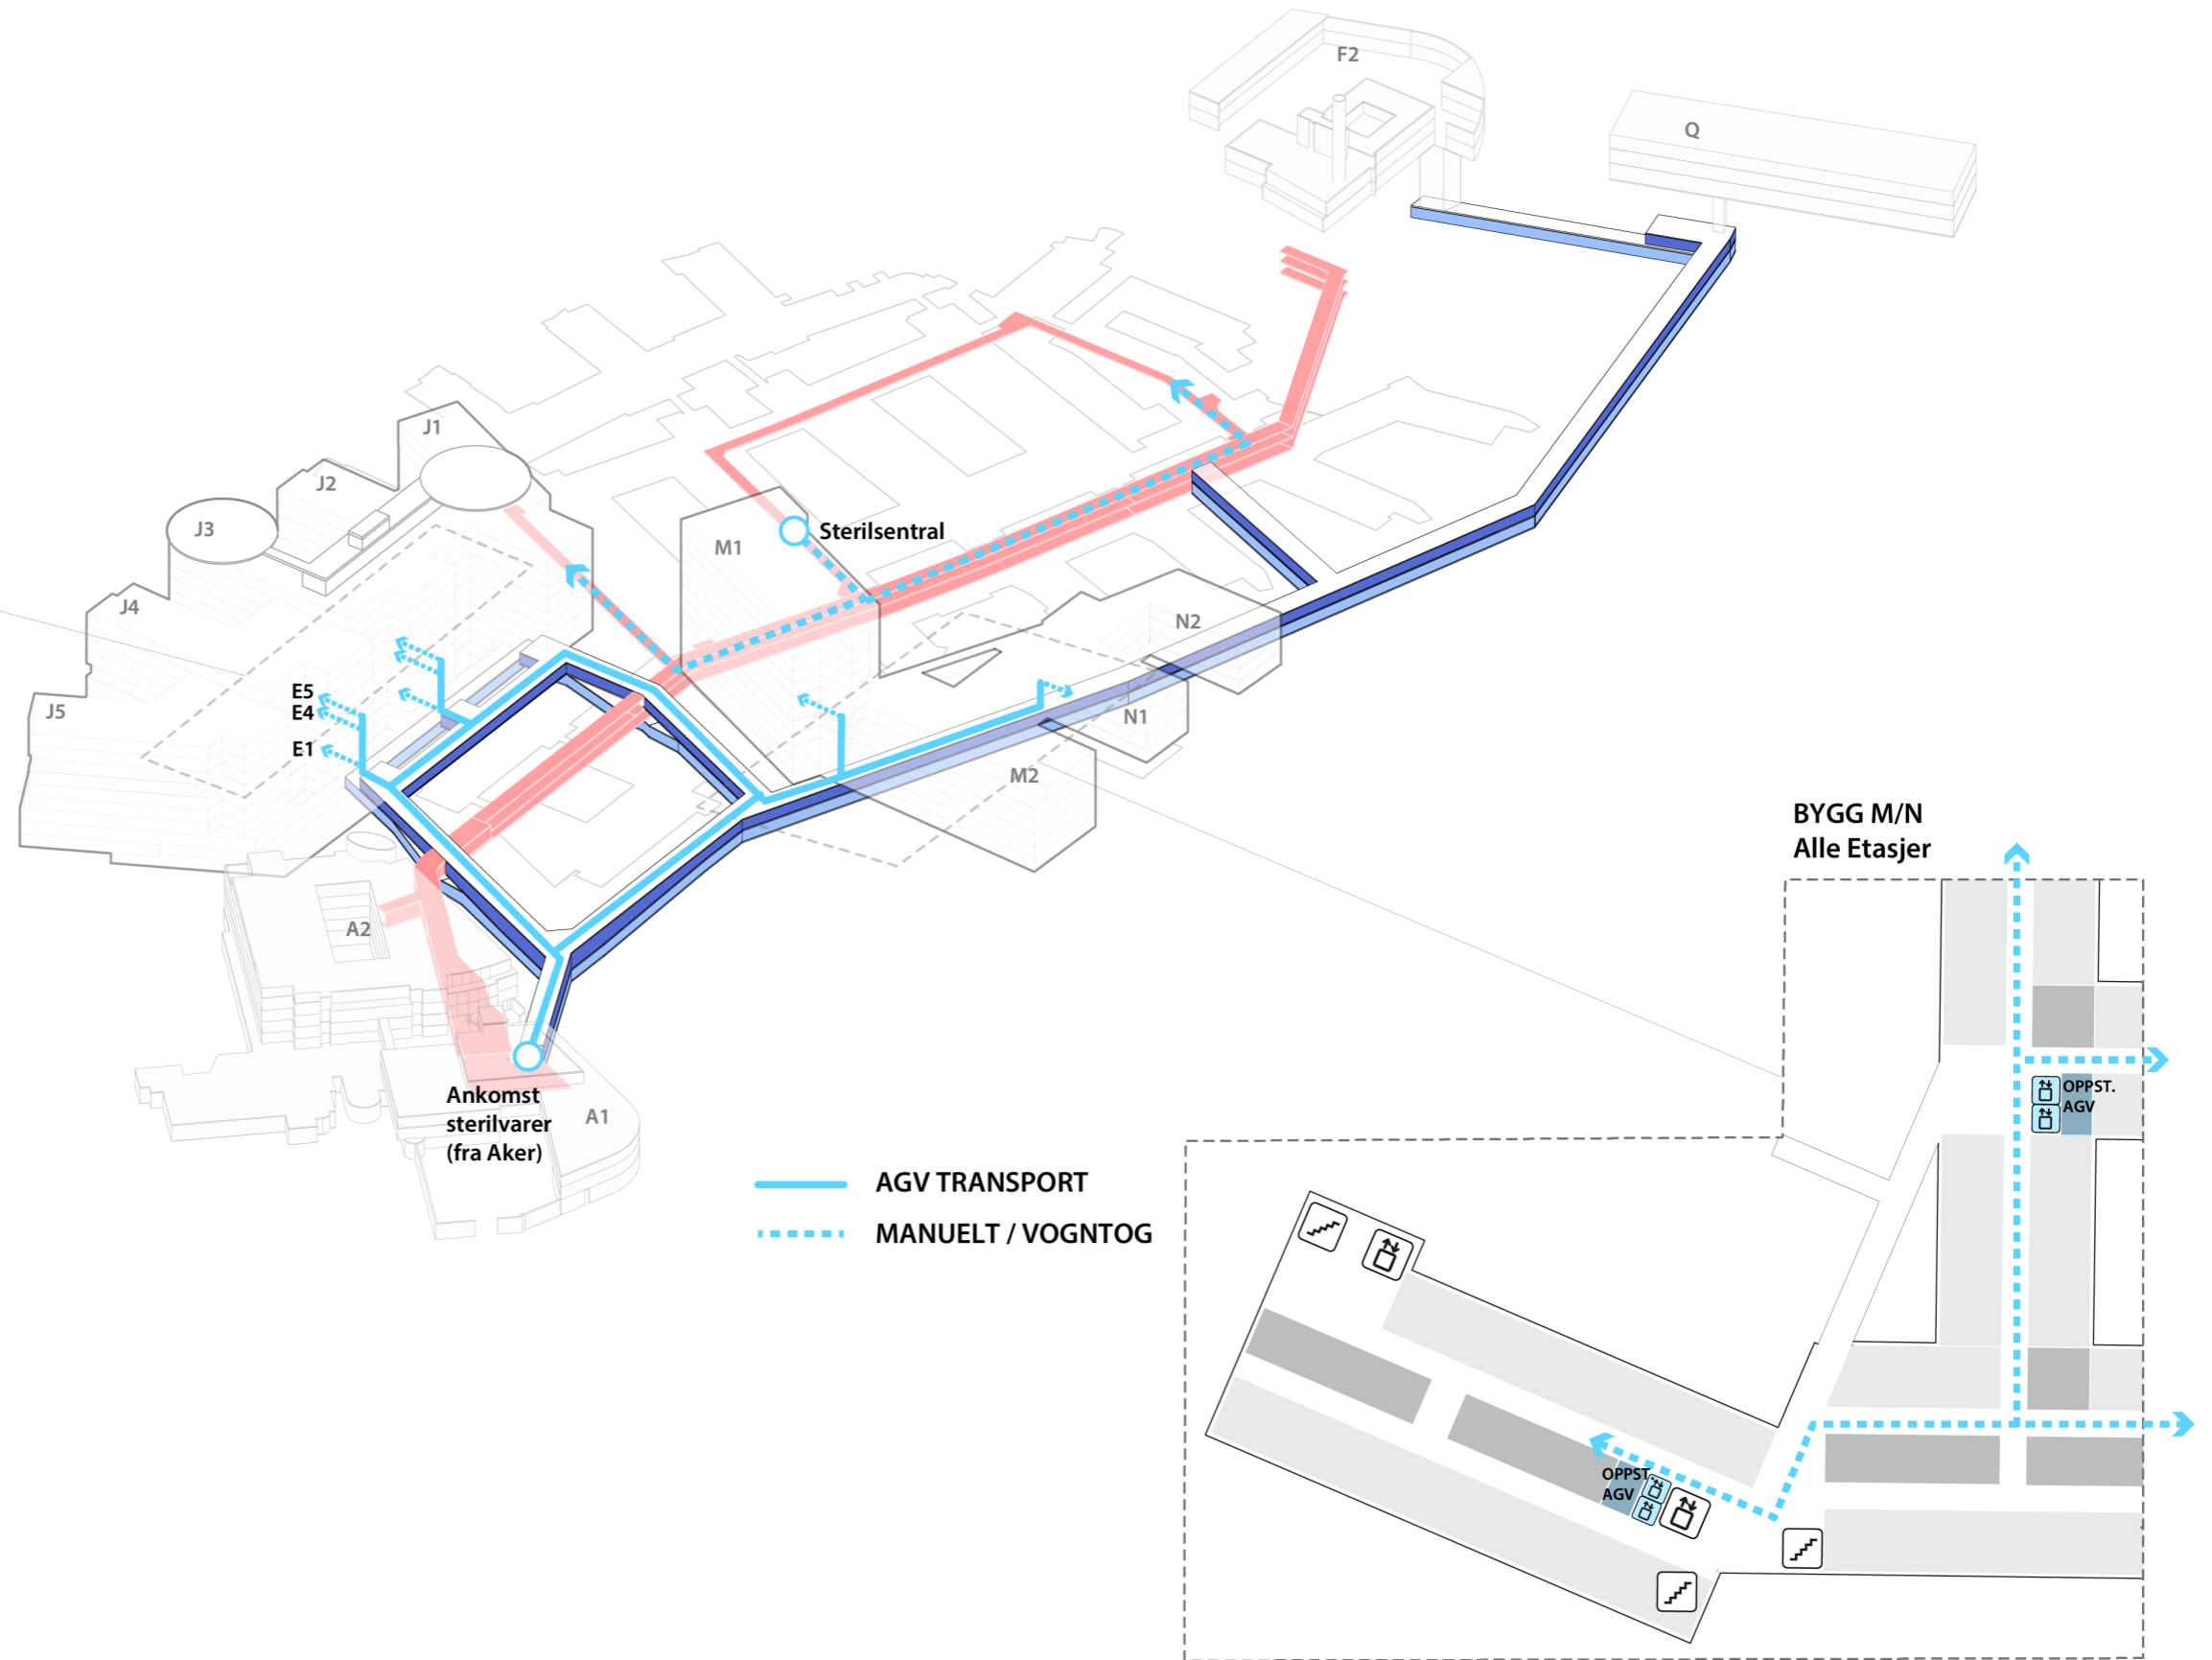 F2
Q
J1
J2
J3
J4
J5
M1
Sterilsentral
N2
N1
M2
E5
E4
E1
A2
A1
Ankomst
sterilvarer
(fra Aker)
AGV TRANSPORT
MANUELT / VOGNTOG
BYGG M/N
Alle Etasjer
OPPST.
AGV
OPPST.
AGV